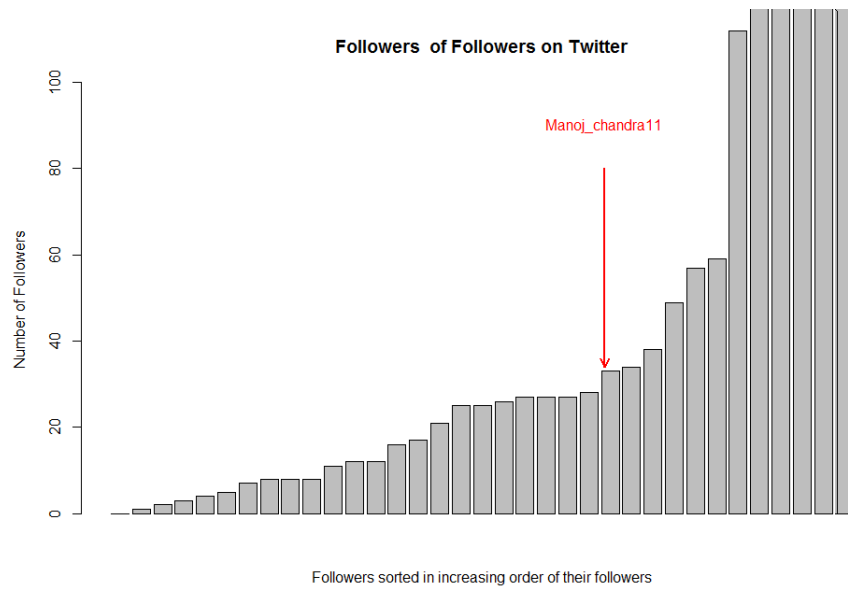 Followers  of Followers on Twitter
100
80
60
40
20
0
Number of Followers
Manoj_chandra11
Followers sorted in increasing order of their followers